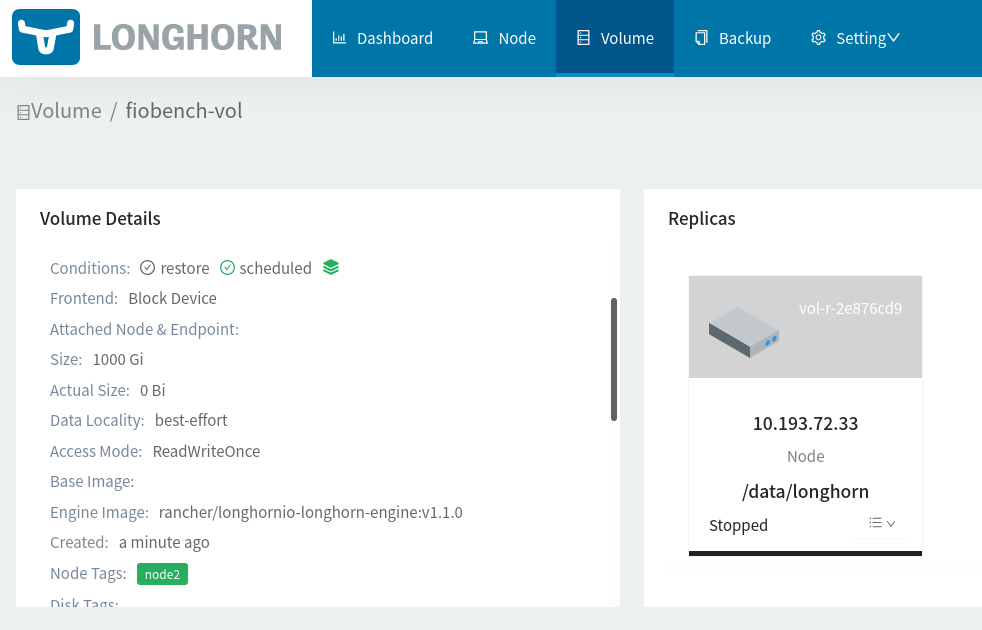 LONGHORN
Dashboard Node Volume Backup Setting
Volume / fiobench-vol
Volume Details
Conditions: restore scheduled
Frontend: Block Device
Attached Node & Endpoint:
Size: 1000 Gi
Actual Size: 0 Bi
Data Locality: best-effort
Access Mode: ReadWriteOnce
Base Image:
Engine Image: rancher/longhornio-longhorn-engine:v1.1.0
Created: a minute ago
Node Tags: node2
Disk Tags:
Replicas
vol-r-2e876cd9
10.193.72.33
Node
/data/longhorn
Stopped